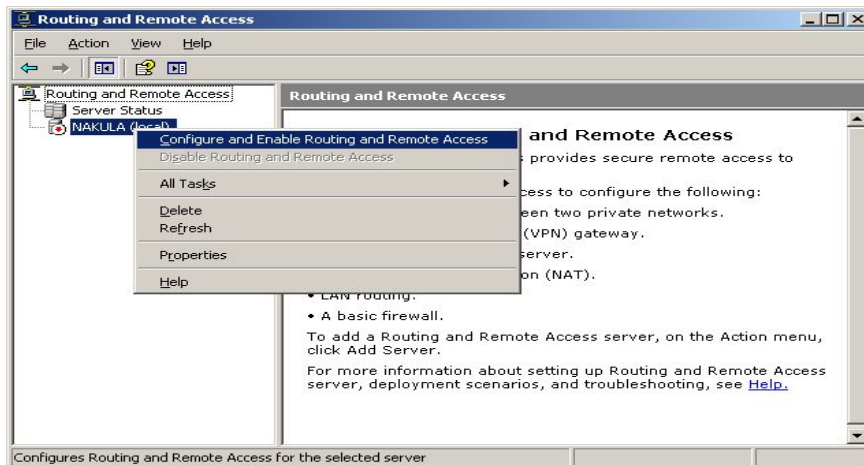 Routing and Remote Access
File Action View Help
Routing and Remote Access
Server Status
NAKULA (local)
Configure and Enable Routing and Remote Access
Disable Routing and Remote Access
All Tasks
Delete
Refresh
Properties
Help
Routing and Remote Access
and Remote Access
provides secure remote access to
to configure the following:
two private networks.
(VPN) gateway.
server.
(NAT).
• LAN routing.
• A basic firewall.
To add a Routing and Remote Access server, on the Action menu,
click Add Server.
For more information about setting up Routing and Remote Access
server, deployment scenarios, and troubleshooting, see Help.
Configures Routing and Remote Access for the selected server